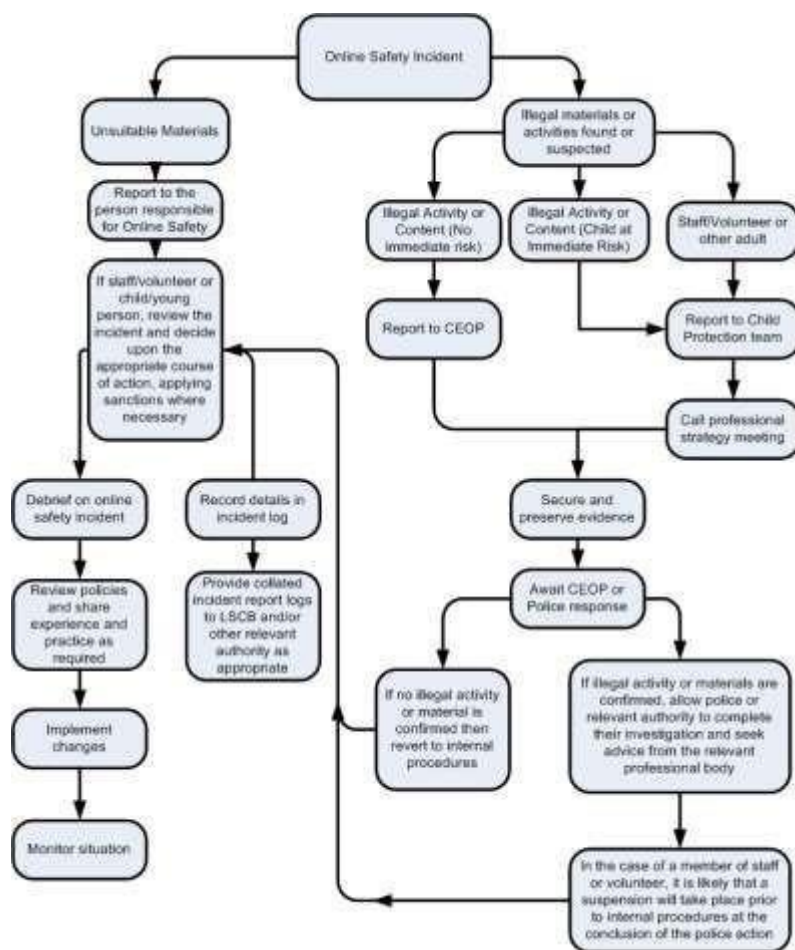 Online Safety Incident
Unsuitable Materials
Report to the
person responsible
for Online Safety
If staff/volunteer or
child/young
person, review the
incident and decide
upon the
appropriate course
of action, applying
sanctions where
necessary
Debrief on online
safety incident
Review policies
and share
experience and
practice as
required
Implement
changes
Monitor situation
Record details in
incident log
Provide collated
incident report logs
to LSCB and/or
other relevant
authority as
appropriate
Illegal materials or
activities found or
suspected
Illegal Activity or
Content (No
Immediate risk)
Illegal Activity or
Content (Child at
Immediate Risk)
Staff/Volunteer or
other adult
Report to CEOP
Report to Child
Protection team
Call professional
strategy meeting
Secure and
preserve evidence
Await CEOP or
Police response
If no illegal activity
or material is
confirmed then
revert to internal
procedures
If illegal activity or materials are
confirmed, allow police or
relevant authority to complete
their investigation and seek
advice from the relevant
professional body
In the case of a member of staff
or volunteer, it is likely that a
suspension will take place prior
to internal procedures at the
conclusion of the police action